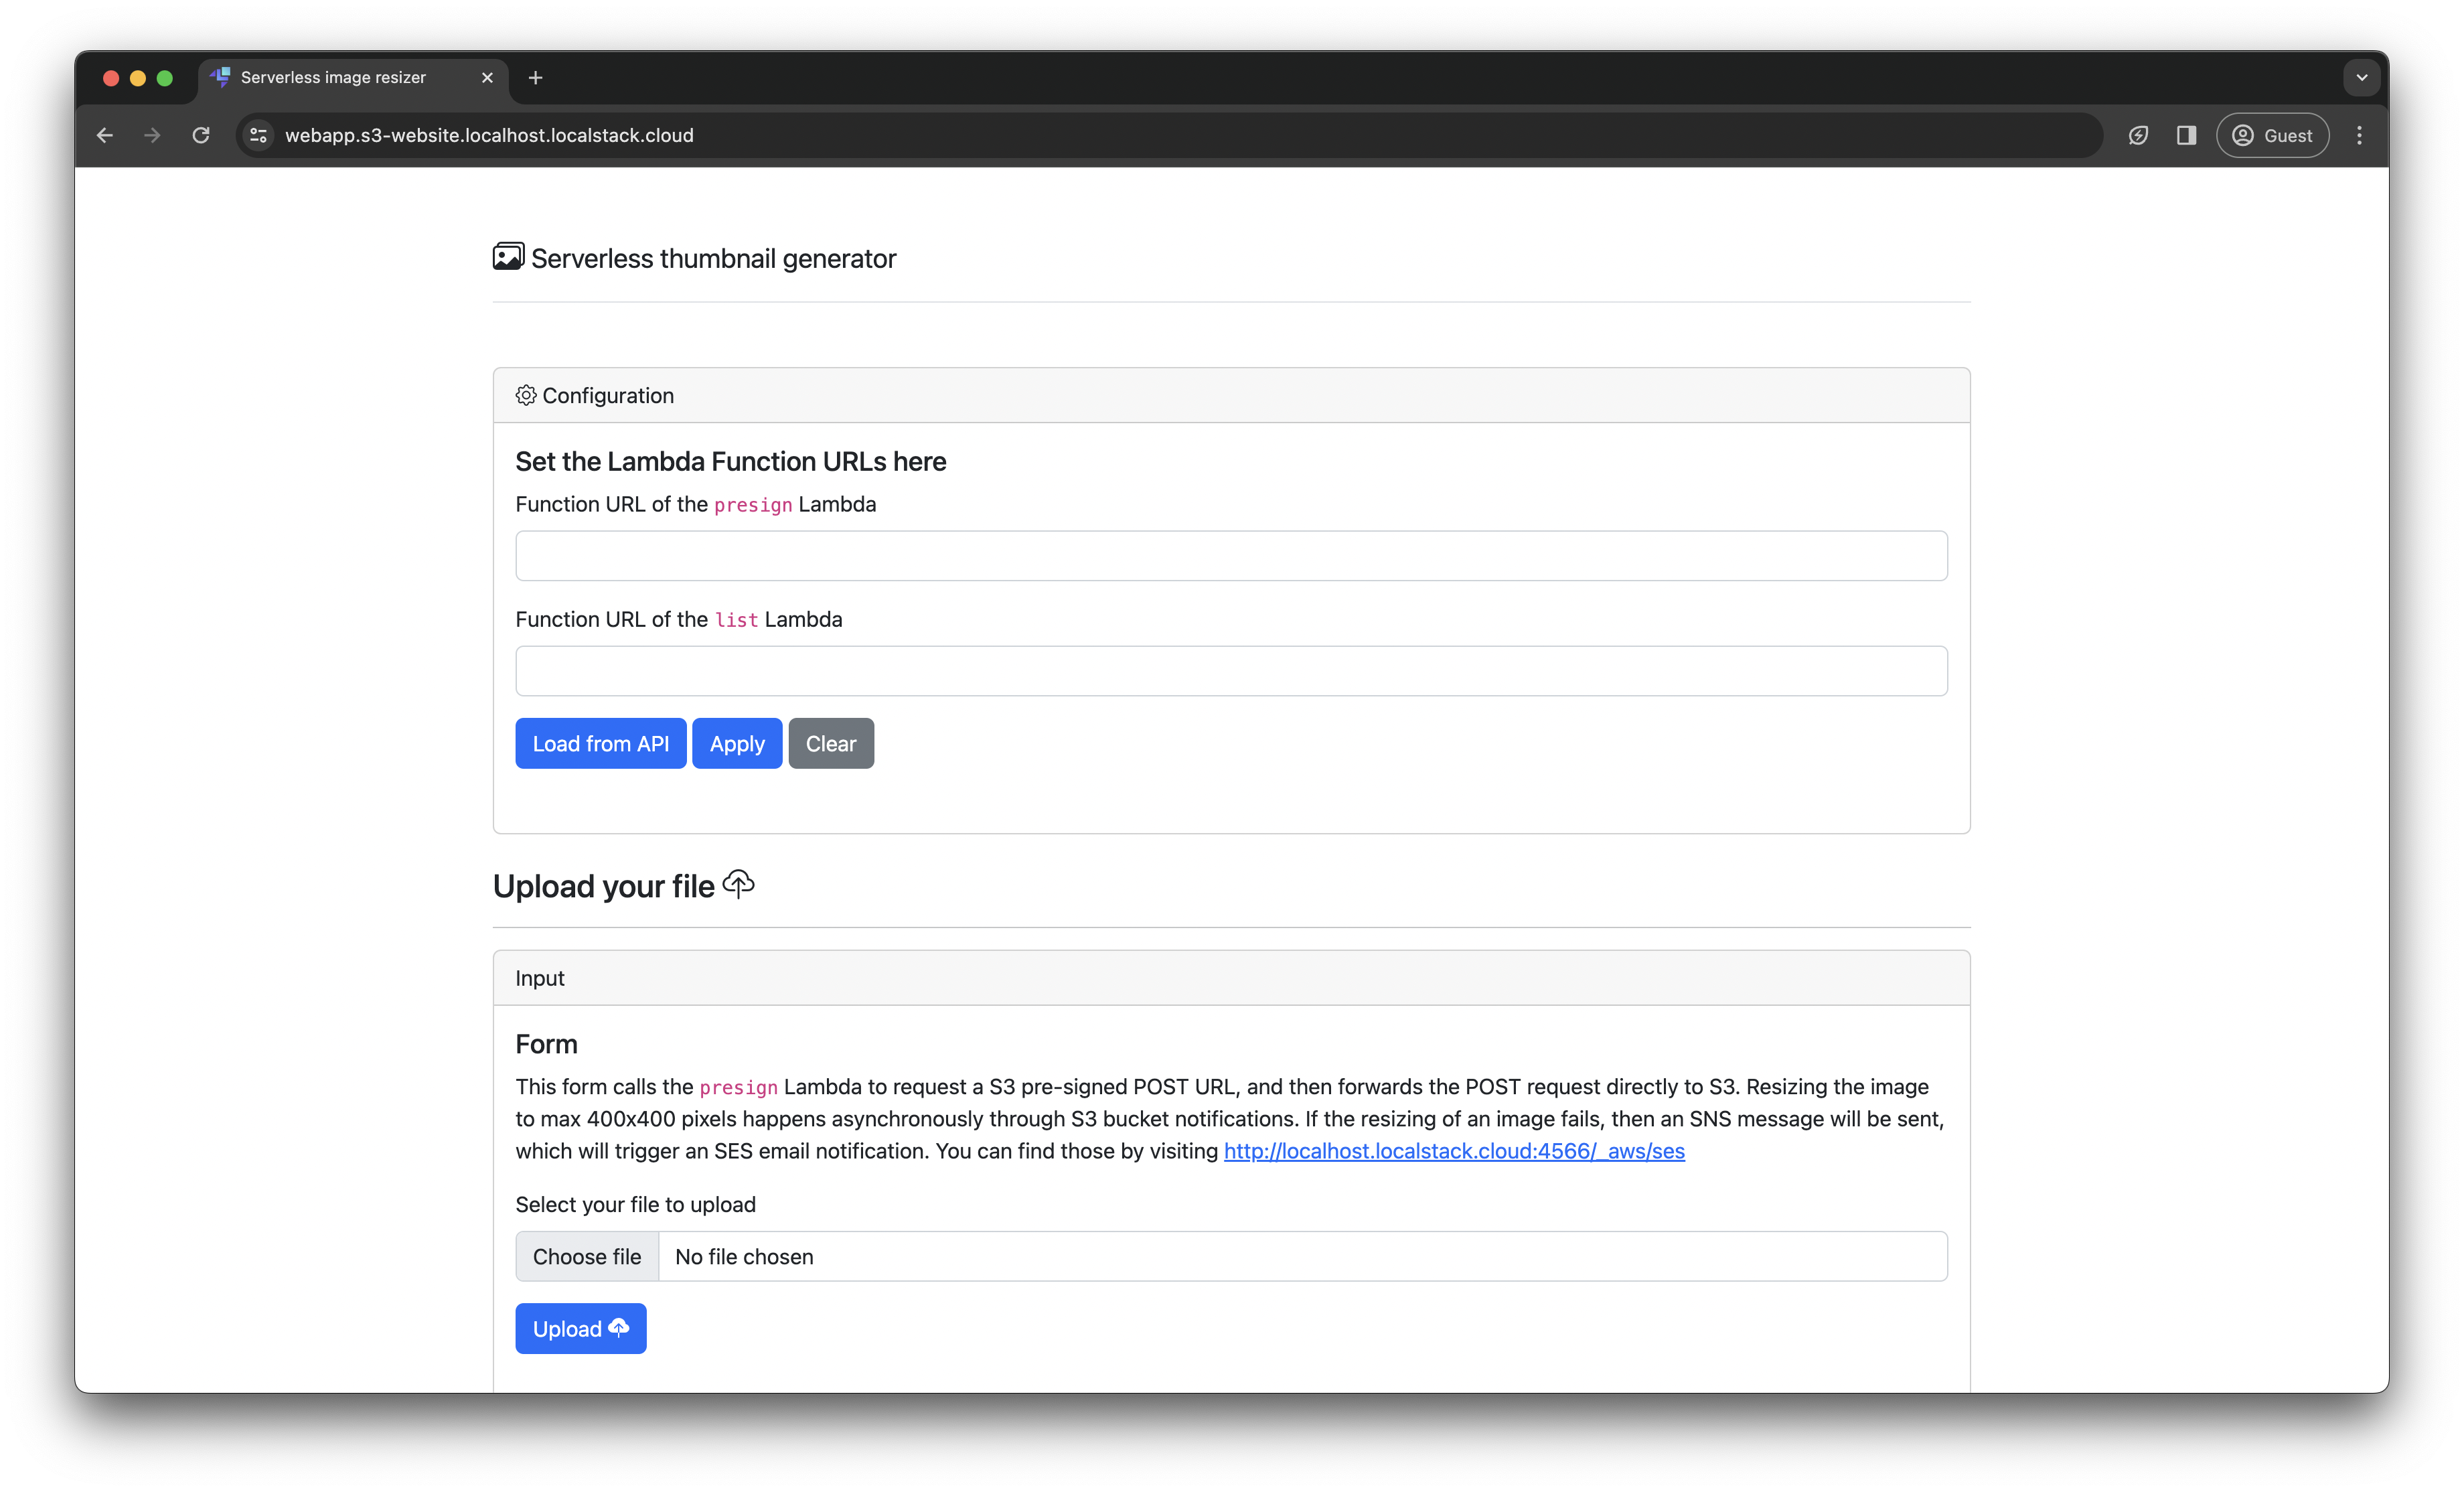 Serverless image resizer
webapp.s3-website.localhost.localstack.cloud
Guest
Serverless thumbnail generator
Configuration
Set the Lambda Function URLs here
Function URL of the presign Lambda
Function URL of the list Lambda
Load from API Apply Clear
Upload your file
Input
Form
This form calls the presign Lambda to request a S3 pre-signed POST URL, and then forwards the POST request directly to S3. Resizing the image
to max 400x400 pixels happens asynchronously through S3 bucket notifications. If the resizing of an image fails, then an SNS message will be sent,
which will trigger an SES email notification. You can find those by visiting http://localhost.localstack.cloud:4566/_aws/ses
Select your file to upload
Choose file No file chosen
Upload